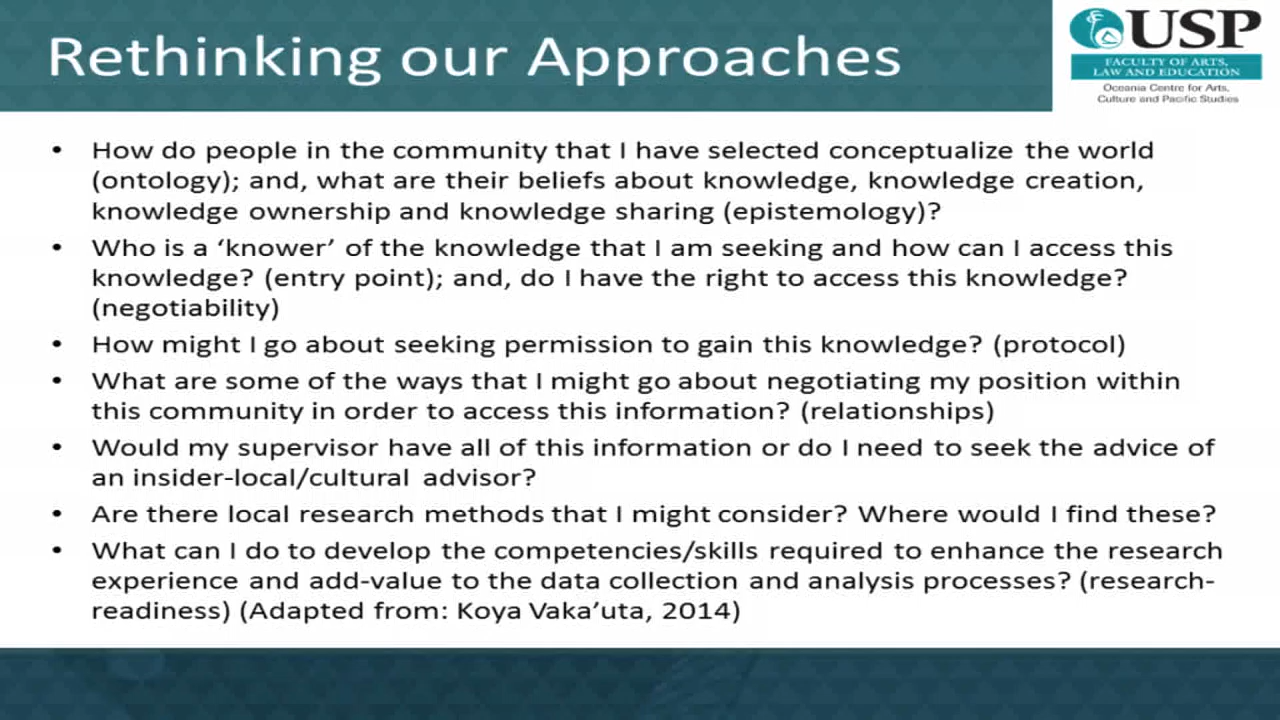 Rethinking our Approaches
USP
FACULTY OF ARTS,
LAW AND EDUCATION
Oceania Centre for Arts,
Culture and Pacific Studies
• How do people in the community that I have selected conceptualize the world
(ontology); and, what are their beliefs about knowledge, knowledge creation,
knowledge ownership and knowledge sharing (epistemology)?
• Who is a ‘knower’ of the knowledge that I am seeking and how can I access this
knowledge? (entry point); and, do I have the right to access this knowledge?
(negotiability)
• How might I go about seeking permission to gain this knowledge? (protocol)
• What are some of the ways that I might go about negotiating my position within
this community in order to access this information? (relationships)
• Would my supervisor have all of this information or do I need to seek the advice of
an insider-local/cultural advisor?
• Are there local research methods that I might consider? Where would I find these?
• What can I do to develop the competencies/skills required to enhance the research
experience and add-value to the data collection and analysis processes? (research-
readiness) (Adapted from: Koya Vaka’uta, 2014)